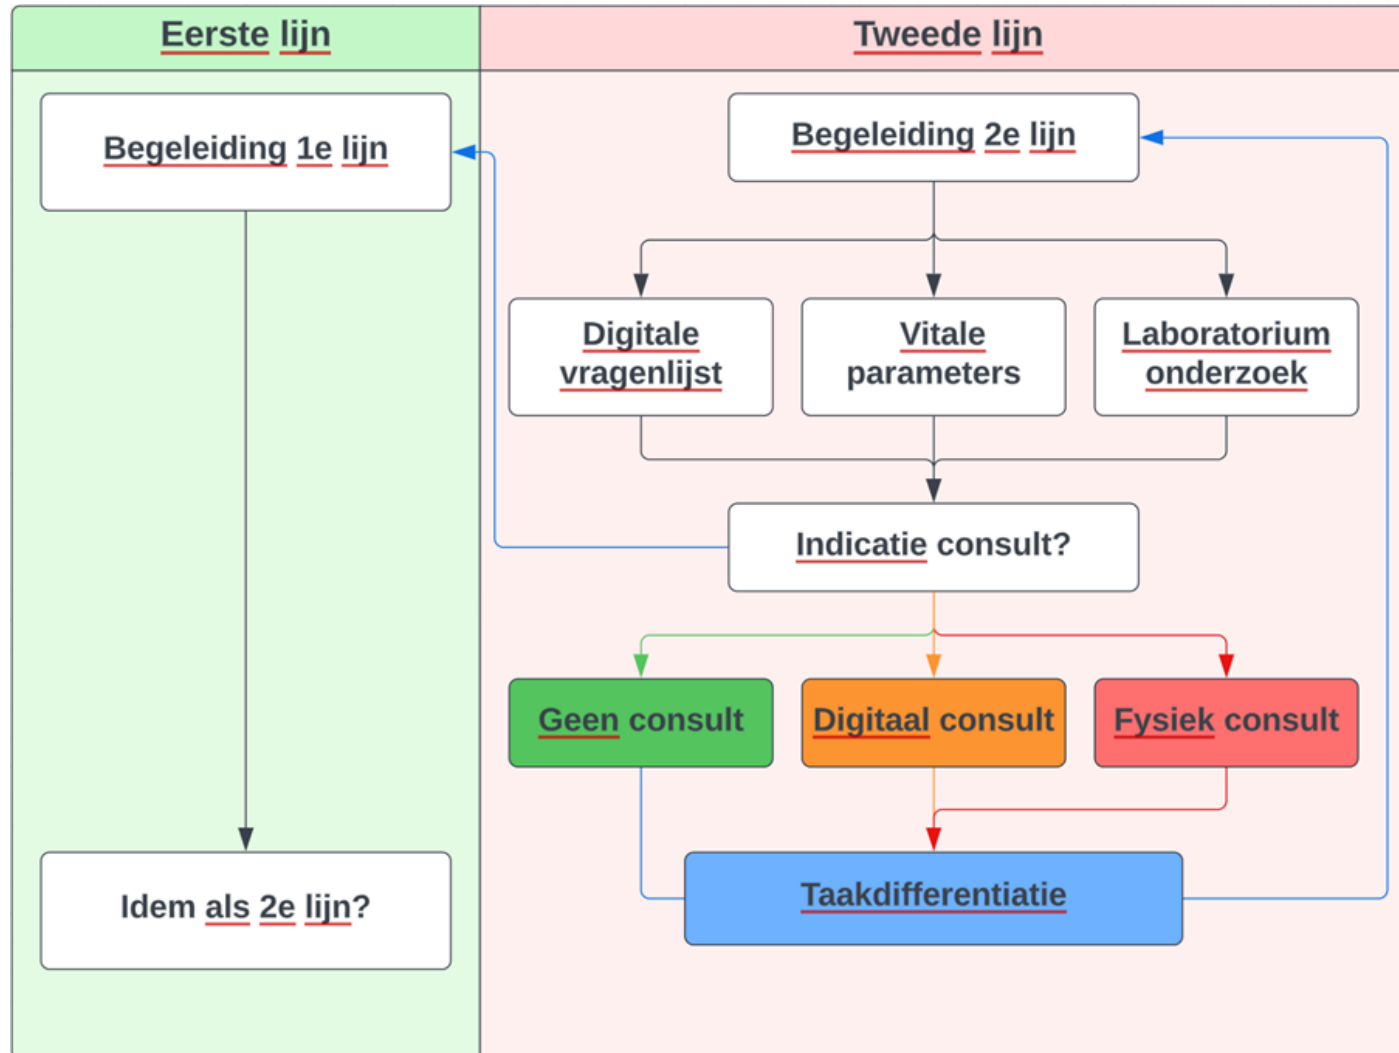 Eerste lijn
Tweede lijn
Begeleiding 1e lijn
Begeleiding 2e lijn
Digitale
vragenlijst
Vitale
parameters
Laboratorium
onderzoek
Indicatie consult?
Geen consult
Digitaal consult
Fysiek consult
Idem als 2e lijn?
Taakdifferentiatie